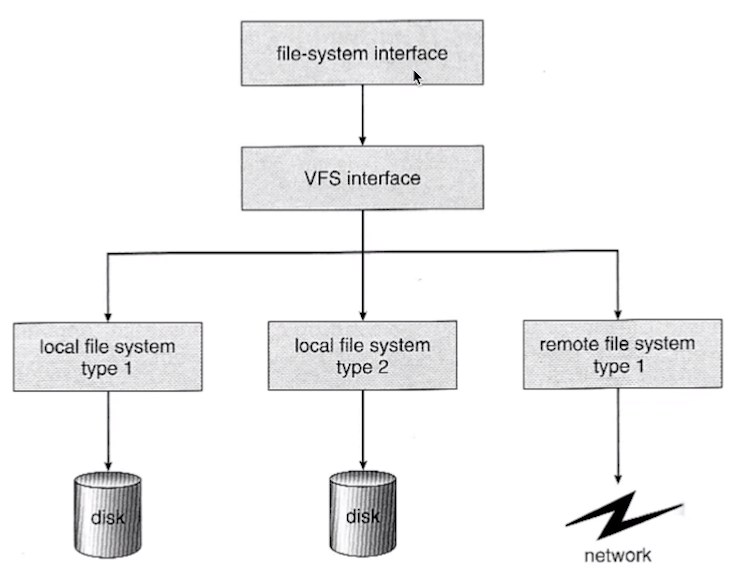 file-system interface
VFS interface
local file system
type 1
local file system
type 2
remote file system
type 1
disk
disk
network